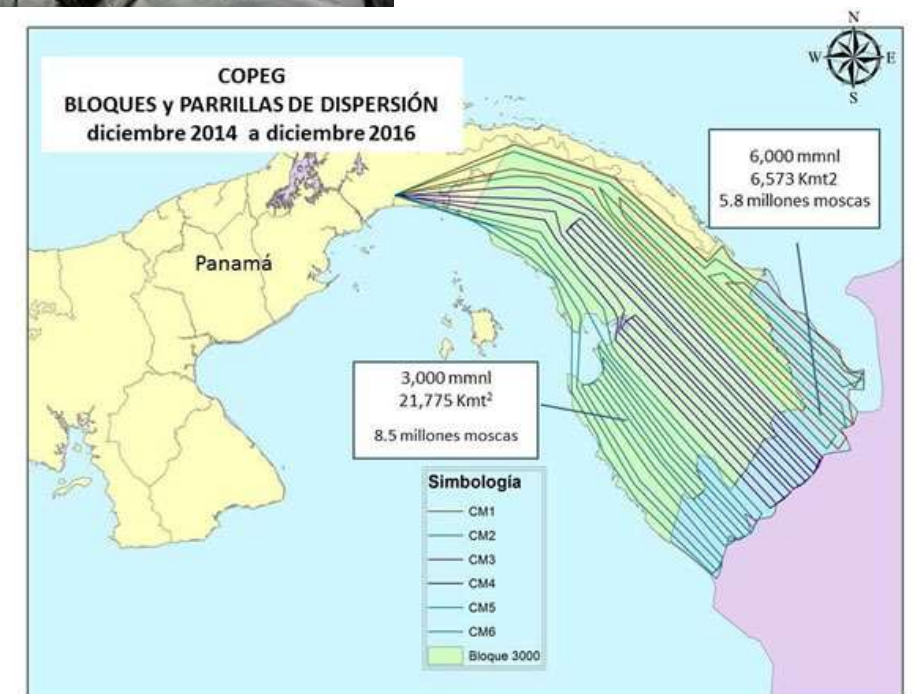 COPEG
BLOQUES y PARRILLAS DE DISPERSIÓN
diciembre 2014 a diciembre 2016
N
W
E
S
6,000 mmnl
6,573 Kmt2
5.8 millones moscas
Panamá
3,000 mmnl
21,775 Kmt²
8.5 millones moscas
Simbología
CM1
CM2
CM3
CM4
CM5
CM6
Bloque 3000